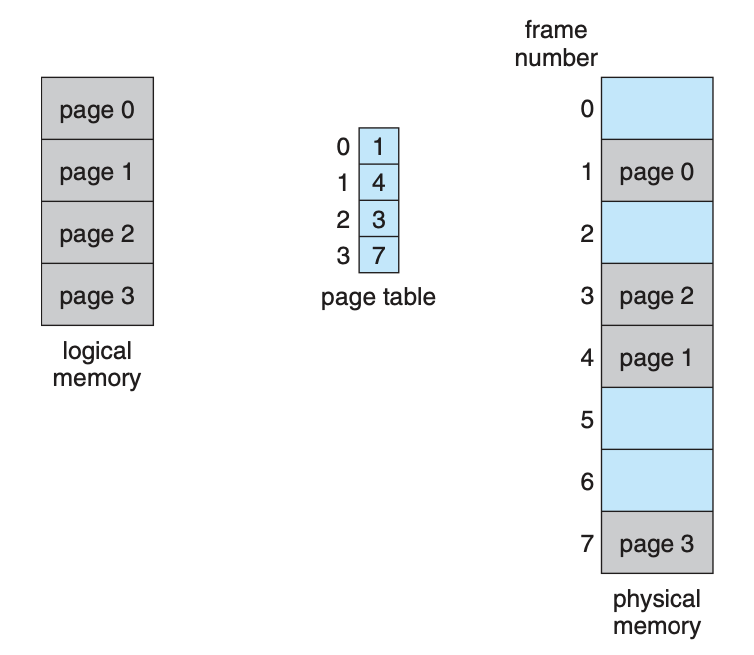 page 0
page 1
page 2
page 3
logical
memory
0 1
1 4
2 3
3 7
page table
frame
number
0
1 page 0
2
3 page 2
4 page 1
5
6
7 page 3
physical
memory